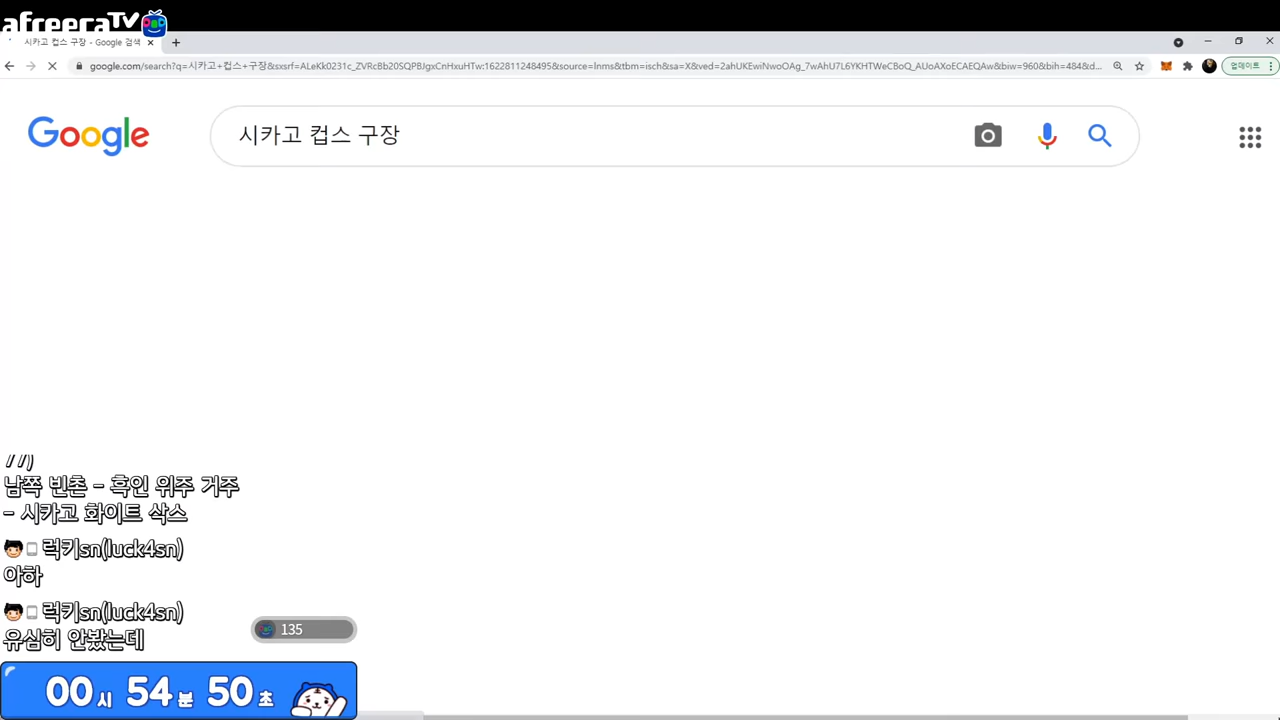 afreecaTV
시카고 컵스 구장 - Google 검색
google.com/search?q=시카고+컵스+구장&sxsrf=ALeKk0231c_ZVRcBb20SQPBJgxCnHxuHTw:1622811248495&source=lnms&tbm=isch&sa=X&ved=2ahUKEwiNwoOAg_7wAhU7L6YKHTWeCBoQ_AUoAXoECAEQAw&biw=960&bih=484&d...
업데이트
Google
시카고 컵스 구장
남쪽 빈촌 - 흑인 위주 거주
- 시카고 화이트 삭스
럭키sn(luck4sn)
아하
럭키sn(luck4sn)
유심히 안봤는데
135
00시 54분 50초